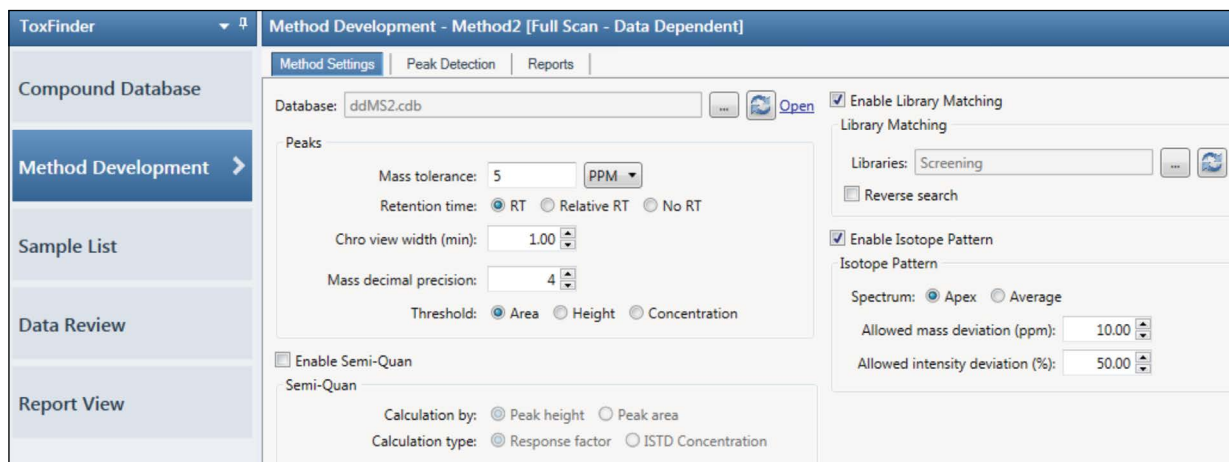 ToxFinder
Compound Database
Method Development
Sample List
Data Review
Report View
Method Development - Method2 [Full Scan - Data Dependent]
Method Settings Peak Detection Reports
Database: ddMS2.cdb ... Open
Peaks
Mass tolerance: 5 PPM
Retention time: RT Relative RT No RT
Chro view width (min): 1.00
Mass decimal precision: 4
Threshold: Area Height Concentration
Enable Semi-Quan
Semi-Quan
Calculation by: Peak height Peak area
Calculation type: Response factor ISTD Concentration
Enable Library Matching
Library Matching
Libraries: Screening ...
Reverse search
Enable Isotope Pattern
Isotope Pattern
Spectrum: Apex Average
Allowed mass deviation (ppm): 10.00
Allowed intensity deviation (%): 50.00